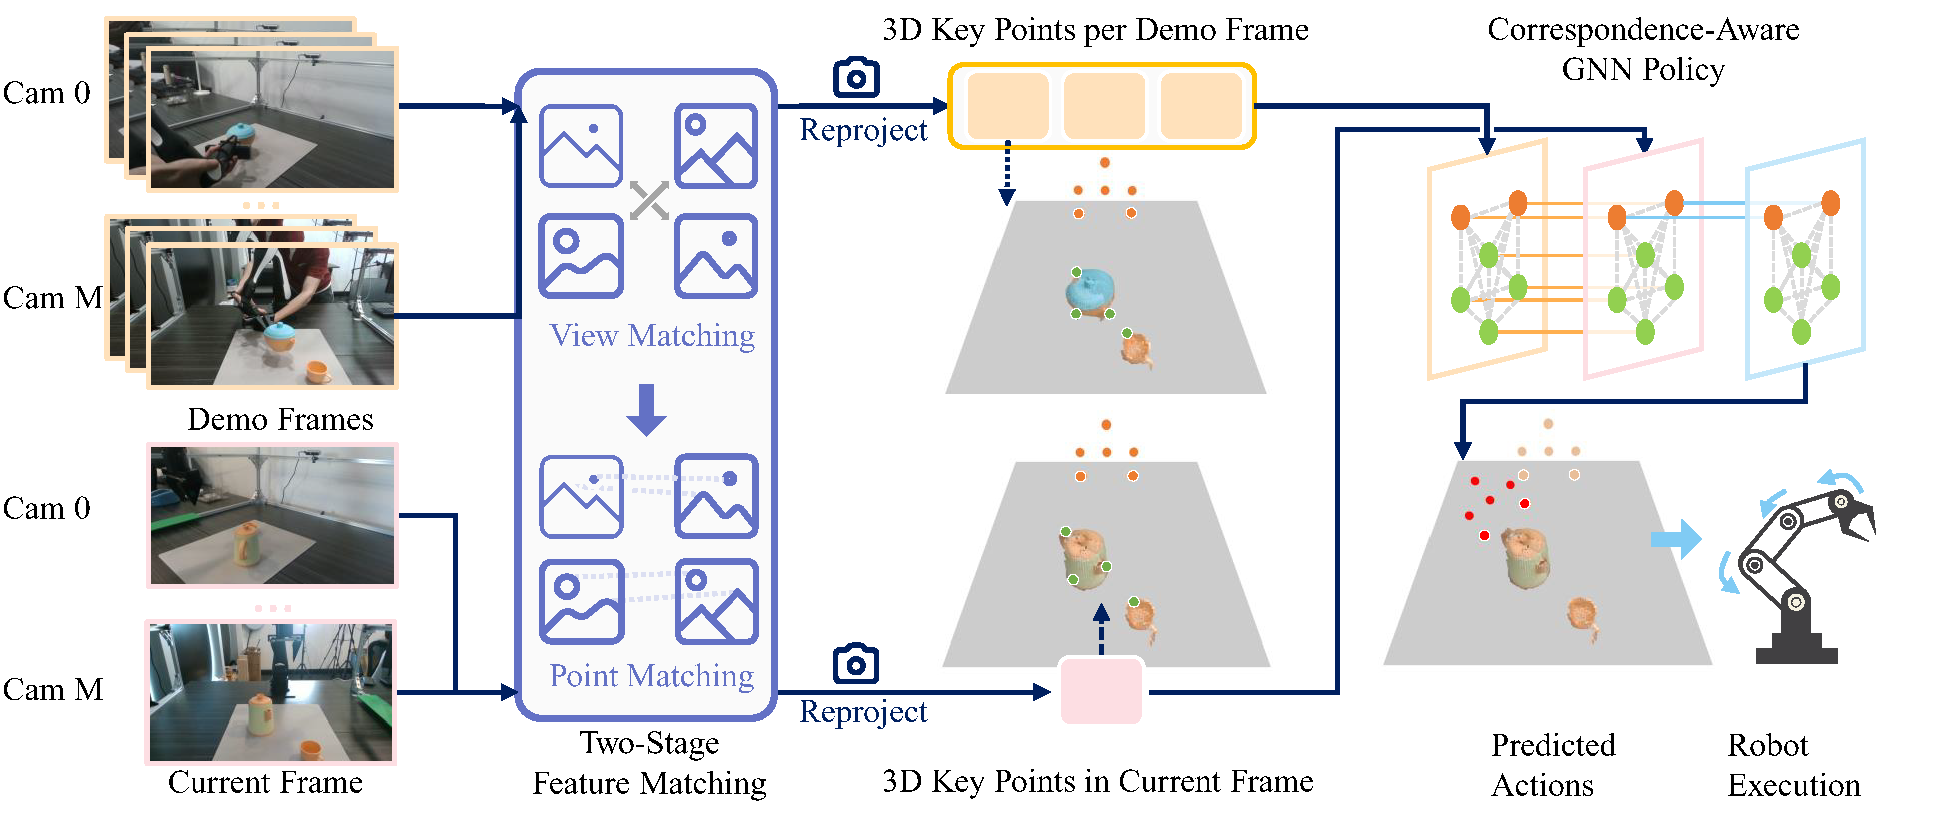 Cam 0
Cam M
Demo Frames
Cam 0
Cam M
Current Frame
View Matching
Point Matching
Two-Stage
Feature Matching
Reproject
Reproject
3D Key Points per Demo Frame
3D Key Points in Current Frame
Correspondence-Aware
GNN Policy
Predicted
Actions
Robot
Execution